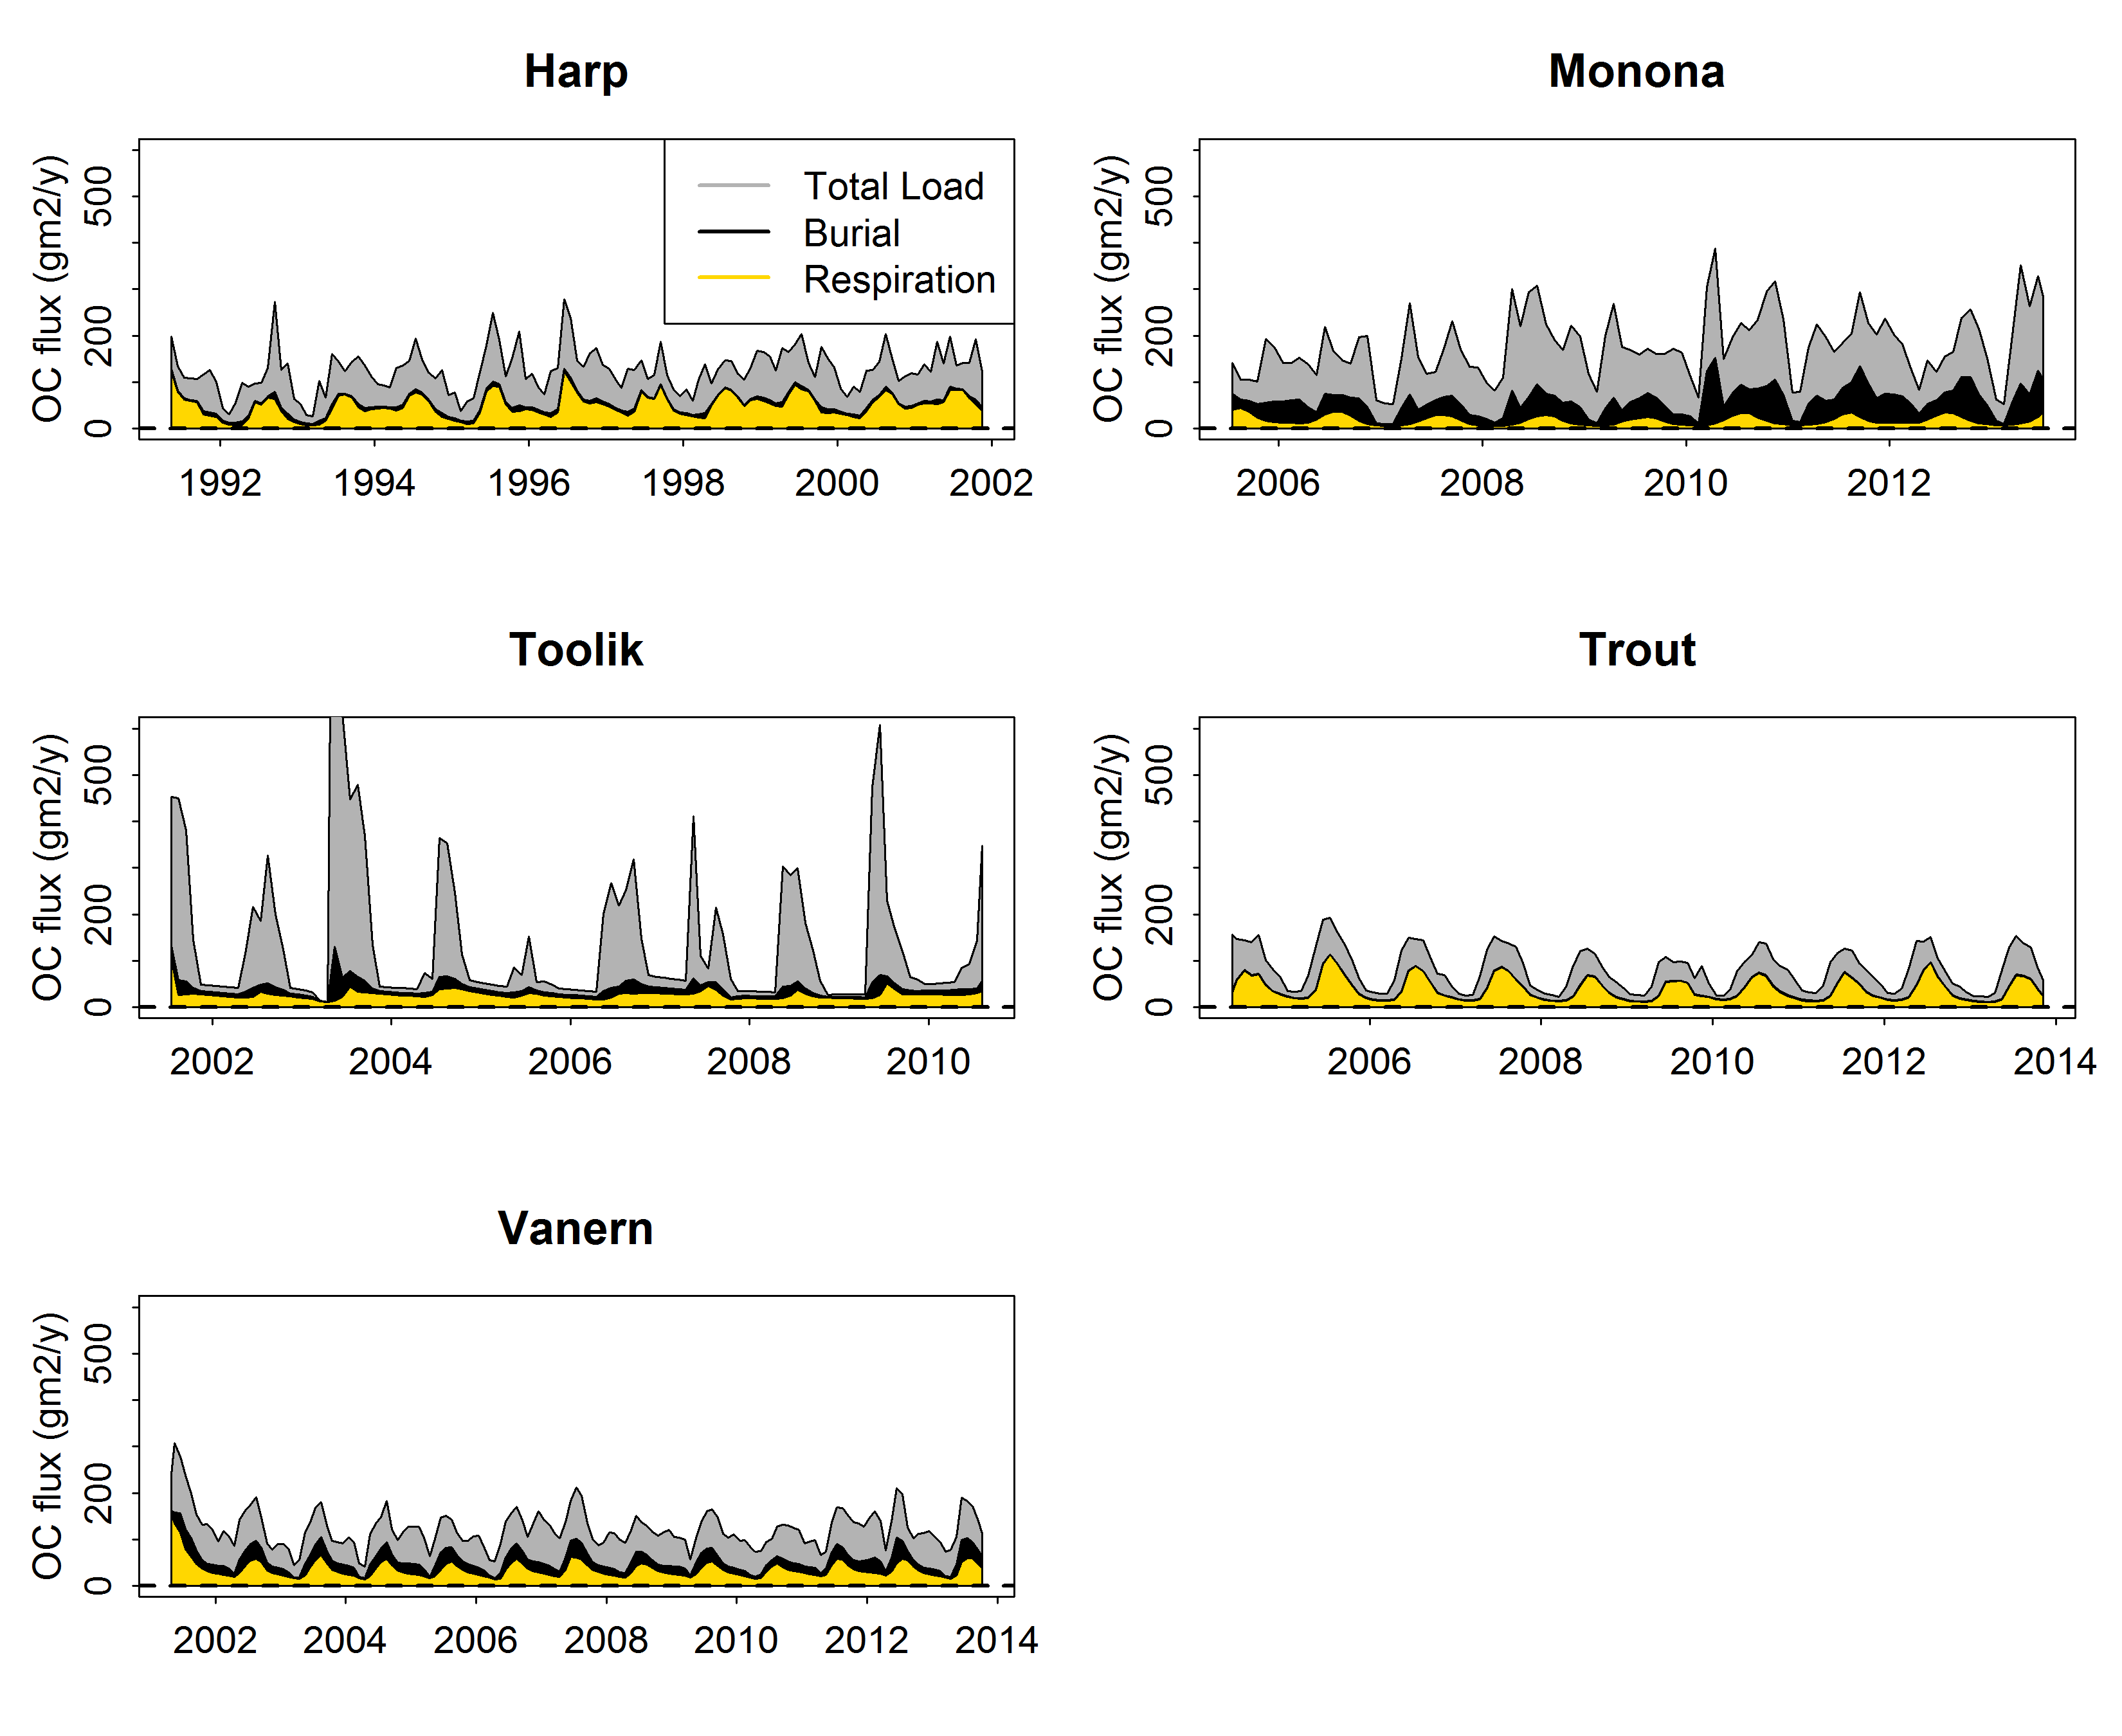 Harp
OC flux (gm2/y)
0 200 500
Total Load
Burial
Respiration
1992 1994 1996 1998 2000 2002
Monona
OC flux (gm2/y)
0 200 500
2006 2008 2010 2012
Toolik
OC flux (gm2/y)
0 200 500
2002 2004 2006 2008 2010
Trout
OC flux (gm2/y)
0 200 500
2006 2008 2010 2012 2014
Vanern
OC flux (gm2/y)
0 200 500
2002 2004 2006 2008 2010 2012 2014